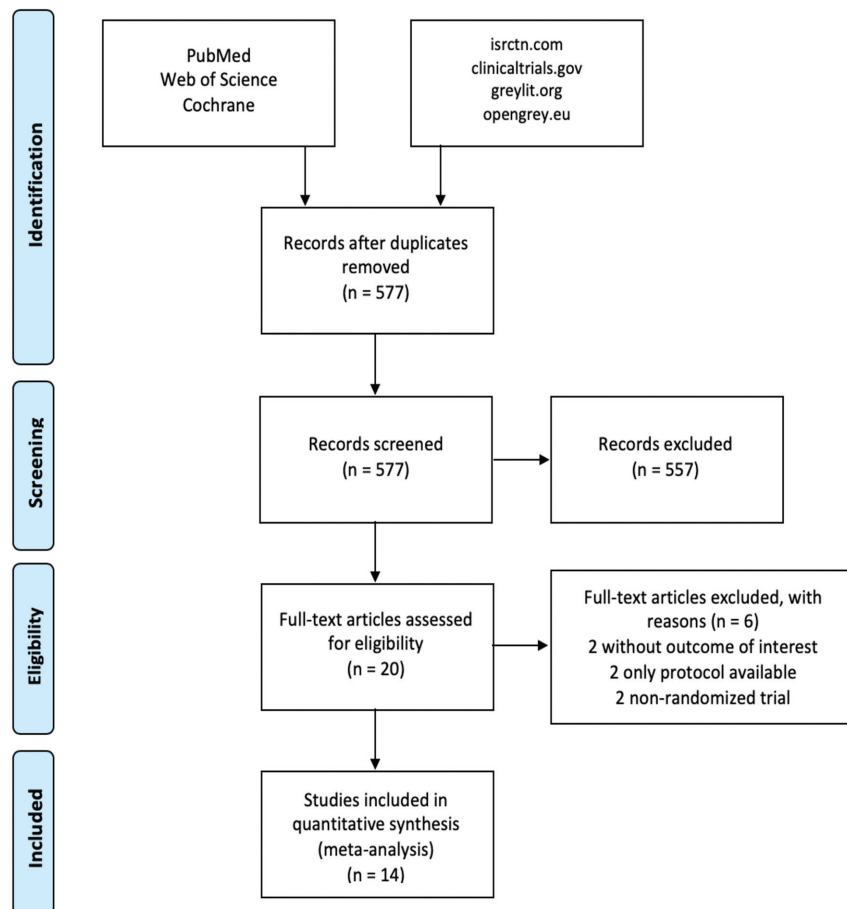 Identification
PubMed
Web of Science
Cochrane
isrctn.com
clinicaltrials.gov
greylit.org
opengrey.eu
Records after duplicates
removed
(n = 577)
Screening
Records screened
(n = 577)
Records excluded
(n = 557)
Eligibility
Full-text articles assessed
for eligibility
(n = 20)
Full-text articles excluded, with
reasons (n = 6)
2 without outcome of interest
2 only protocol available
2 non-randomized trial
Included
Studies included in
quantitative synthesis
(meta-analysis)
(n = 14)